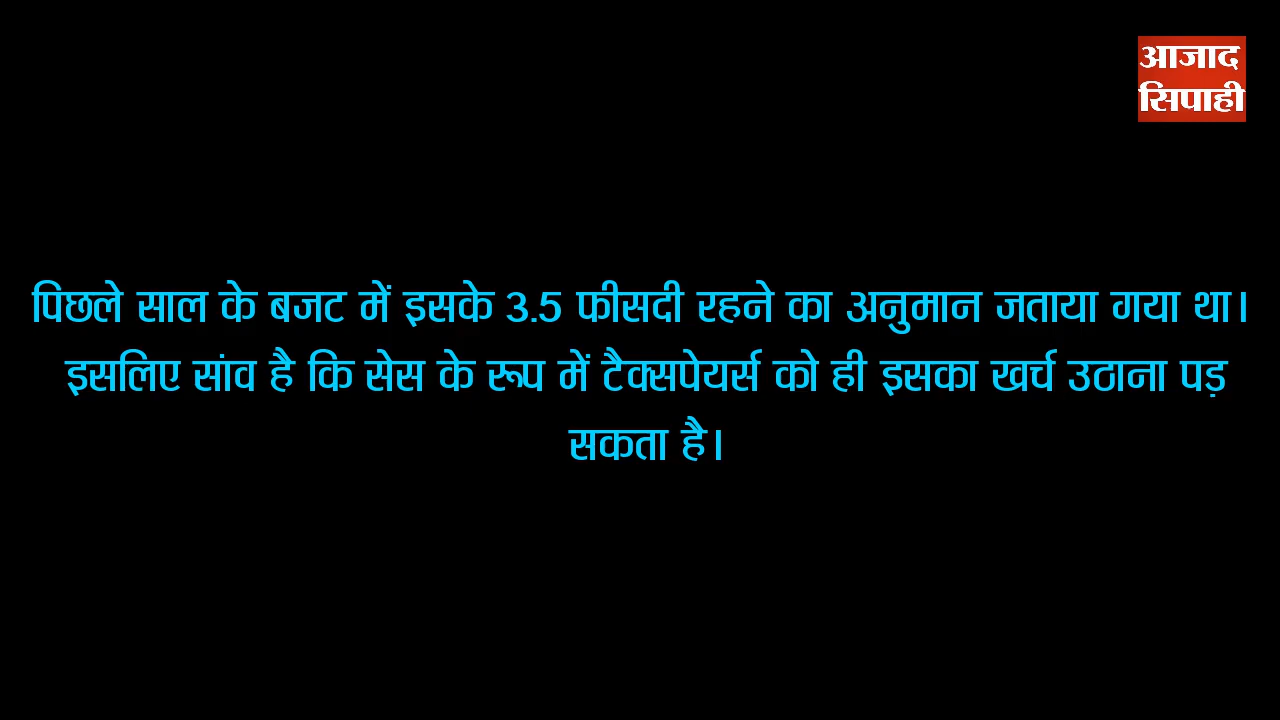 आजाद
सिपाही
पिछले साल के बजट में इसके 3.5 फीसदी रहने का अनुमान जताया गया था।
इसलिए सांव है कि सेस के रूप में टैक्सपेयर्स को ही इसका खर्च उठाना पड़
सकता है।